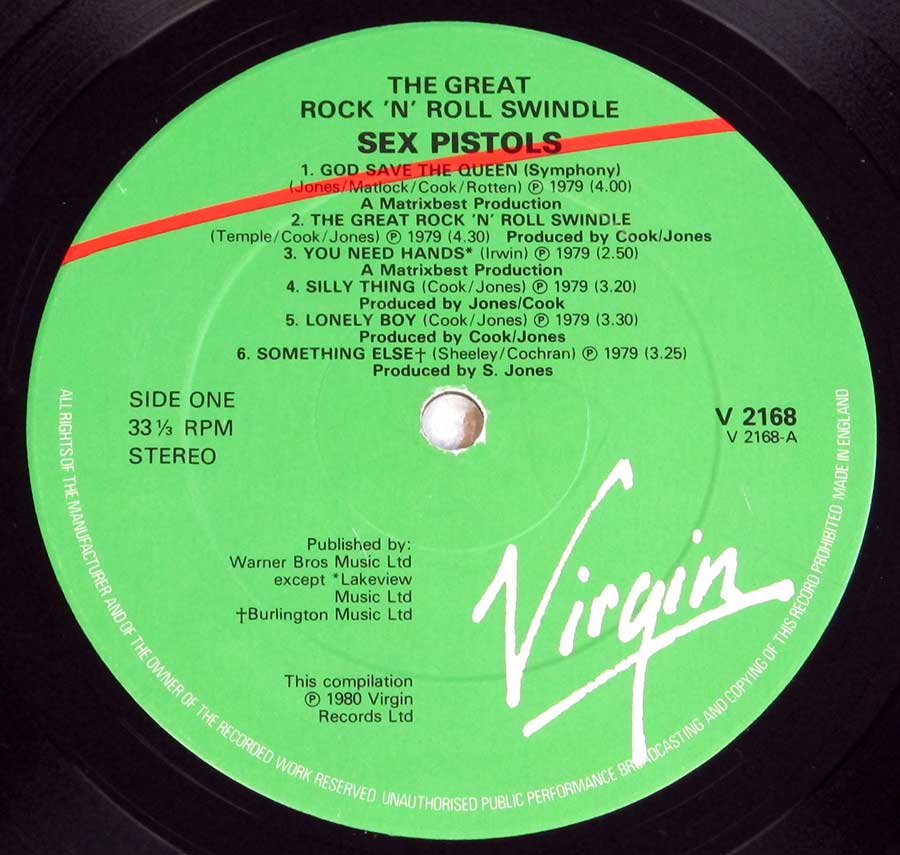 THE GREAT
ROCK 'N' ROLL SWINDLE
SEX PISTOLS
1. GOD SAVE THE QUEEN (Symphony)
(Jones/Matlock/Cook/Rotten) ℗ 1979 (4.00)
A Matrixbest Production
2. THE GREAT ROCK 'N' ROLL SWINDLE
(Temple/Cook/Jones) ℗ 1979 (4.30) Produced by Cook/Jones
3. YOU NEED HANDS* (Irwin) ℗ 1979 (2.50)
A Matrixbest Production
4. SILLY THING (Cook/Jones) ℗ 1979 (3.20)
Produced by Jones/Cook
5. LONELY BOY (Cook/Jones) ℗ 1979 (3.30)
Produced by Cook/Jones
6. SOMETHING ELSE† (Sheeley/Cochran) ℗ 1979 (3.25)
Produced by S. Jones
SIDE ONE
33⅓ RPM
STEREO
V 2168
V 2168-A
Published by:
Warner Bros Music Ltd
except *Lakeview
Music Ltd
†Burlington Music Ltd
This compilation
℗ 1980 Virgin
Records Ltd
Virgin
ALL RIGHTS OF THE MANUFACTURER AND OF THE OWNER OF THE RECORDED WORK RESERVED UNAUTHORISED PUBLIC PERFORMANCE BROADCASTING AND COPYING OF THIS RECORD PROHIBITED MADE IN ENGLAND